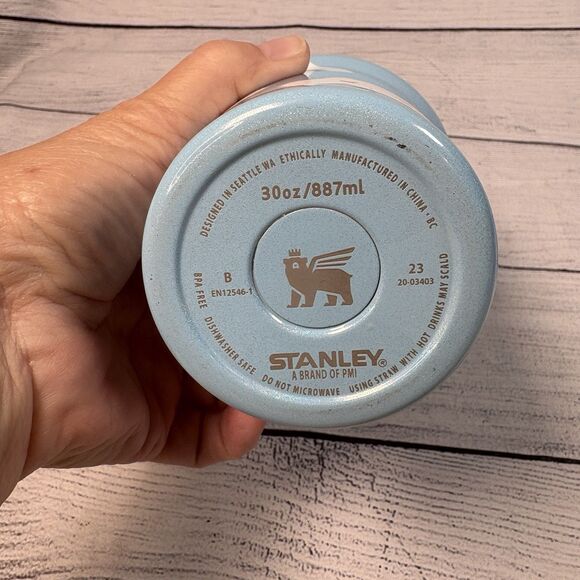 DESIGNED IN SEATTLE WA ETHICALLY MANUFACTURED IN CHINA · BC
30oz/887ml
B
EN12546-1
23
20-03403
STANLEY®
A BRAND OF PMI
BPA FREE DISHWASHER SAFE DO NOT MICROWAVE USING STRAW WITH HOT DRINKS MAY SCALD